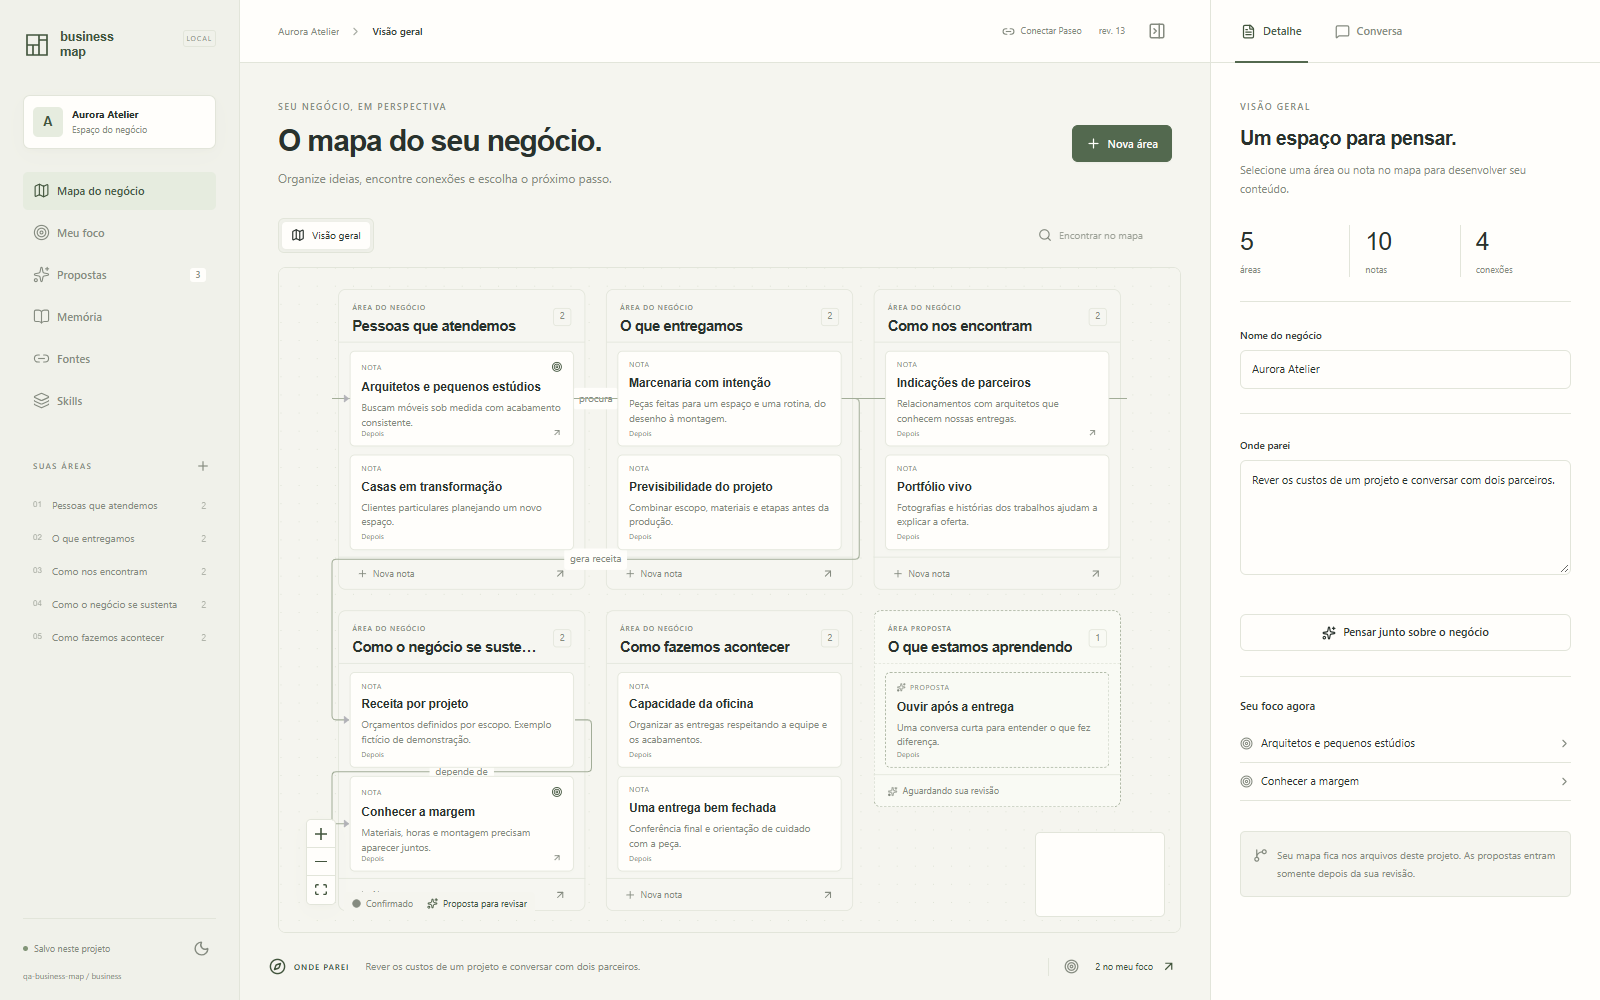 business
map
LOCAL
A
Aurora Atelier
Espaço do negócio
Mapa do negócio
Meu foco
Propostas
3
Memória
Fontes
Skills
SUAS ÁREAS
01 Pessoas que atendemos 2
02 O que entregamos 2
03 Como nos encontram 2
04 Como o negócio se sustenta 2
05 Como fazemos acontecer 2
Salvo neste projeto
qa-business-map / business
Aurora Atelier
Visão geral
Conectar Paseo
rev. 13
SEU NEGÓCIO, EM PERSPECTIVA
O mapa do seu negócio.
Organize ideias, encontre conexões e escolha o próximo passo.
Nova área
Visão geral
Encontrar no mapa
ÁREA DO NEGÓCIO
Pessoas que atendemos
2
NOTA
Arquitetos e pequenos estúdios
Buscam móveis sob medida com acabamento
consistente.
Depois
NOTA
Casas em transformação
Clientes particulares planejando um novo
espaço.
Depois
Nova nota
procura
ÁREA DO NEGÓCIO
O que entregamos
2
NOTA
Marcenaria com intenção
Peças feitas para um espaço e uma rotina, do
desenho à montagem.
Depois
NOTA
Previsibilidade do projeto
Combinar escopo, materiais e etapas antes da
produção.
Depois
Nova nota
gera receita
ÁREA DO NEGÓCIO
Como nos encontram
2
NOTA
Indicações de parceiros
Relacionamentos com arquitetos que
conhecem nossas entregas.
Depois
NOTA
Portfólio vivo
Fotografias e histórias dos trabalhos ajudam a
explicar a oferta.
Depois
Nova nota
ÁREA DO NEGÓCIO
Como o negócio se suste...
2
NOTA
Receita por projeto
Orçamentos definidos por escopo. Exemplo
fictício de demonstração.
Depois
depende de
NOTA
Conhecer a margem
Materiais, horas e montagem precisam
aparecer juntos.
Depois
ÁREA DO NEGÓCIO
Como fazemos acontecer
2
NOTA
Capacidade da oficina
Organizar as entregas respeitando a equipe e
os acabamentos.
Depois
NOTA
Uma entrega bem fechada
Conferência final e orientação de cuidado
com a peça.
Depois
Nova nota
ÁREA PROPOSTA
O que estamos aprendendo
1
PROPOSTA
Ouvir após a entrega
Uma conversa curta para entender o que fez
diferença.
Depois
Aguardando sua revisão
Confirmado
Proposta para revisar
ONDE PAREI
Rever os custos de um projeto e conversar com dois parceiros.
2 no meu foco
Detalhe
Conversa
VISÃO GERAL
Um espaço para pensar.
Selecione uma área ou nota no mapa para desenvolver seu
conteúdo.
5
áreas
10
notas
4
conexões
Nome do negócio
Aurora Atelier
Onde parei
Rever os custos de um projeto e conversar com dois parceiros.
Pensar junto sobre o negócio
Seu foco agora
Arquitetos e pequenos estúdios
Conhecer a margem
Seu mapa fica nos arquivos deste projeto. As propostas entram
somente depois da sua revisão.